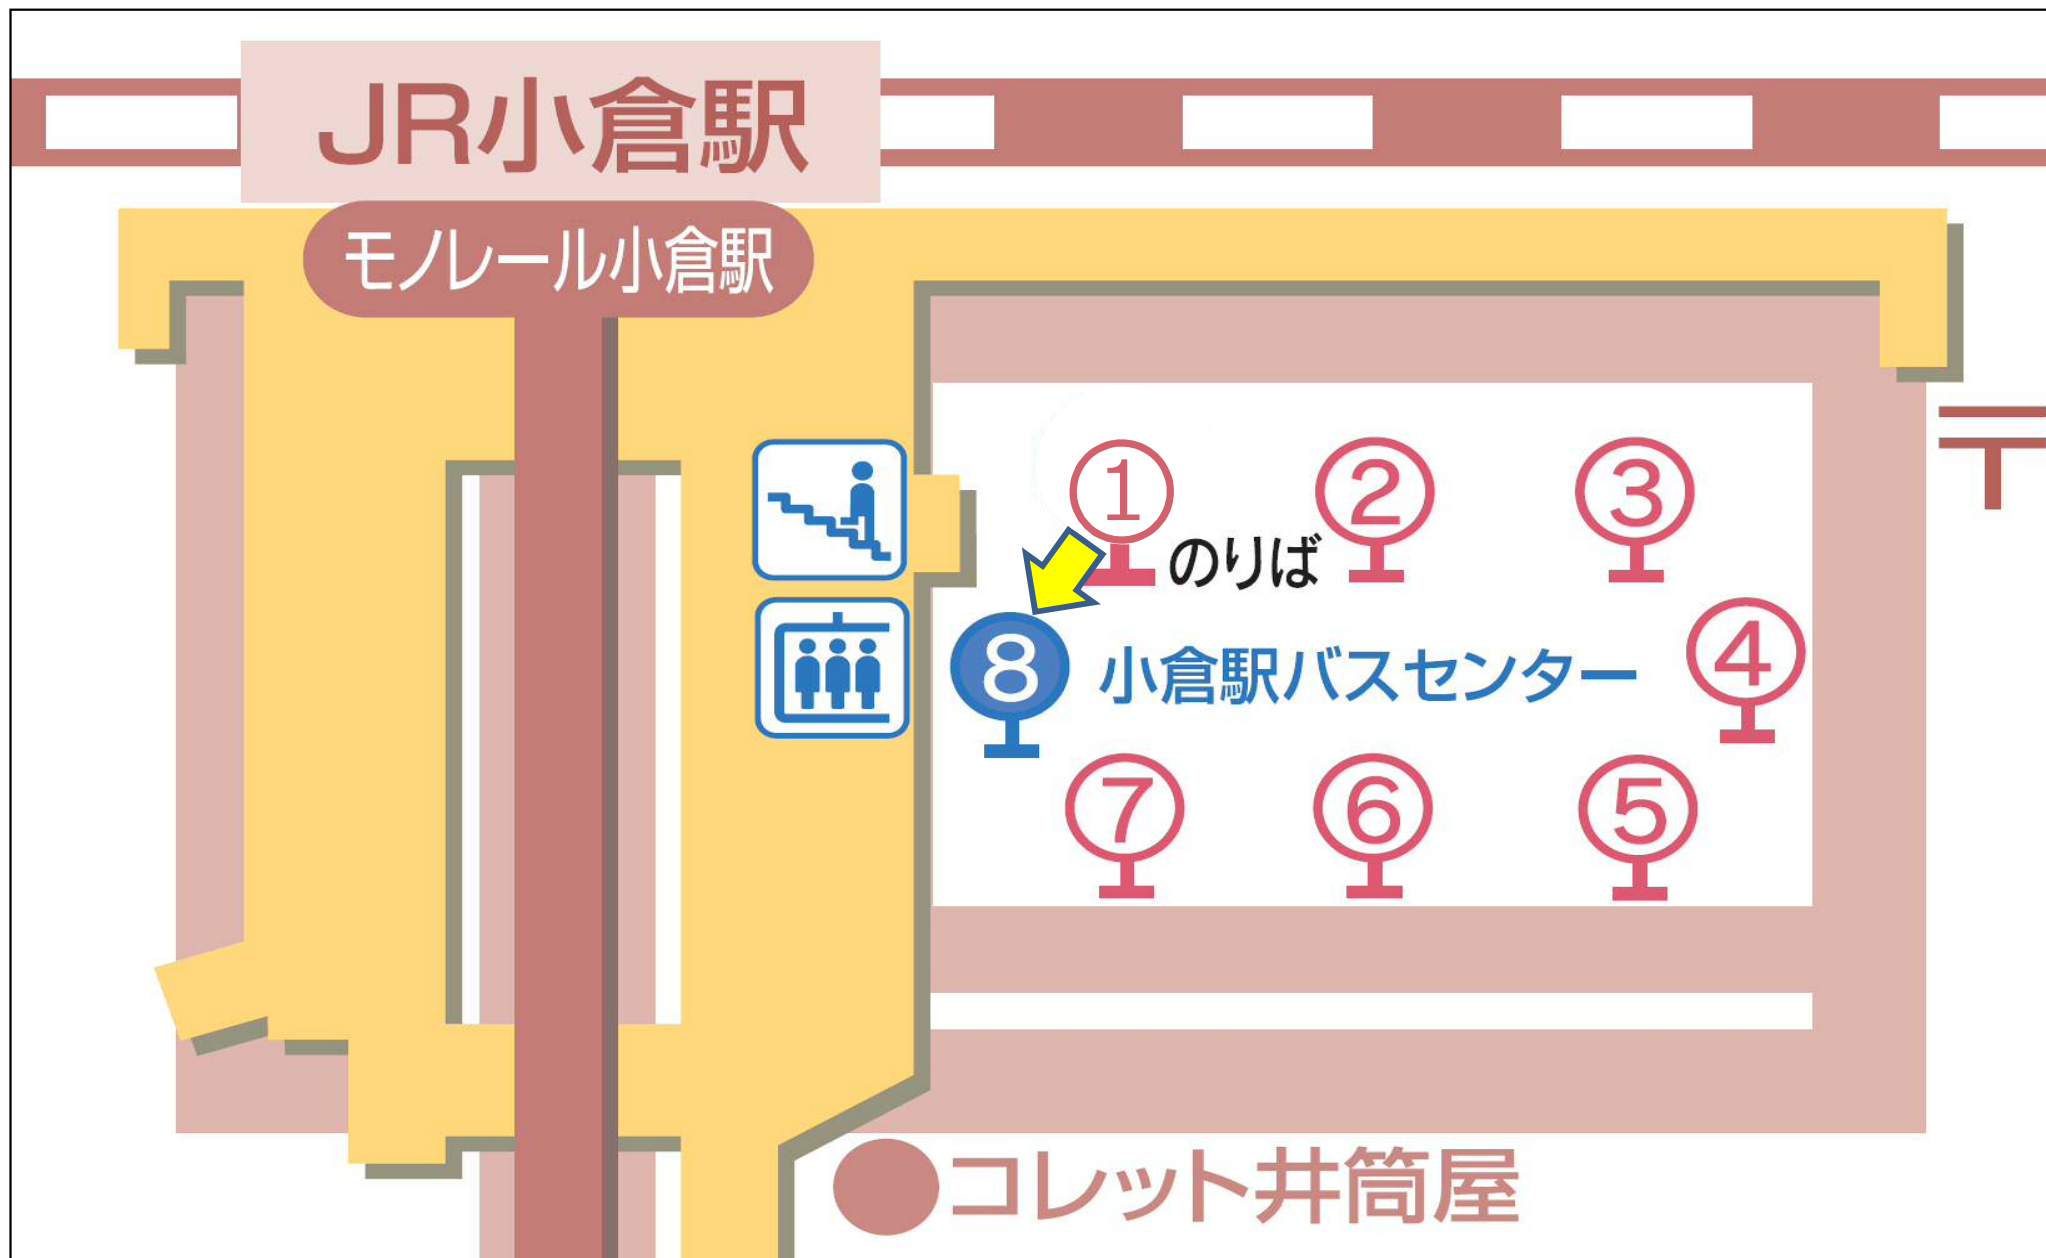 JR小倉駅
モノレール小倉駅
① ② ③
のりば
⑧ 小倉駅バスセンター ④
⑦ ⑥ ⑤
〒
●コレット井筒屋